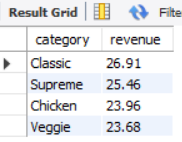 Result Grid Filte
category revenue
Classic 26.91
Supreme 25.46
Chicken 23.96
Veggie 23.68